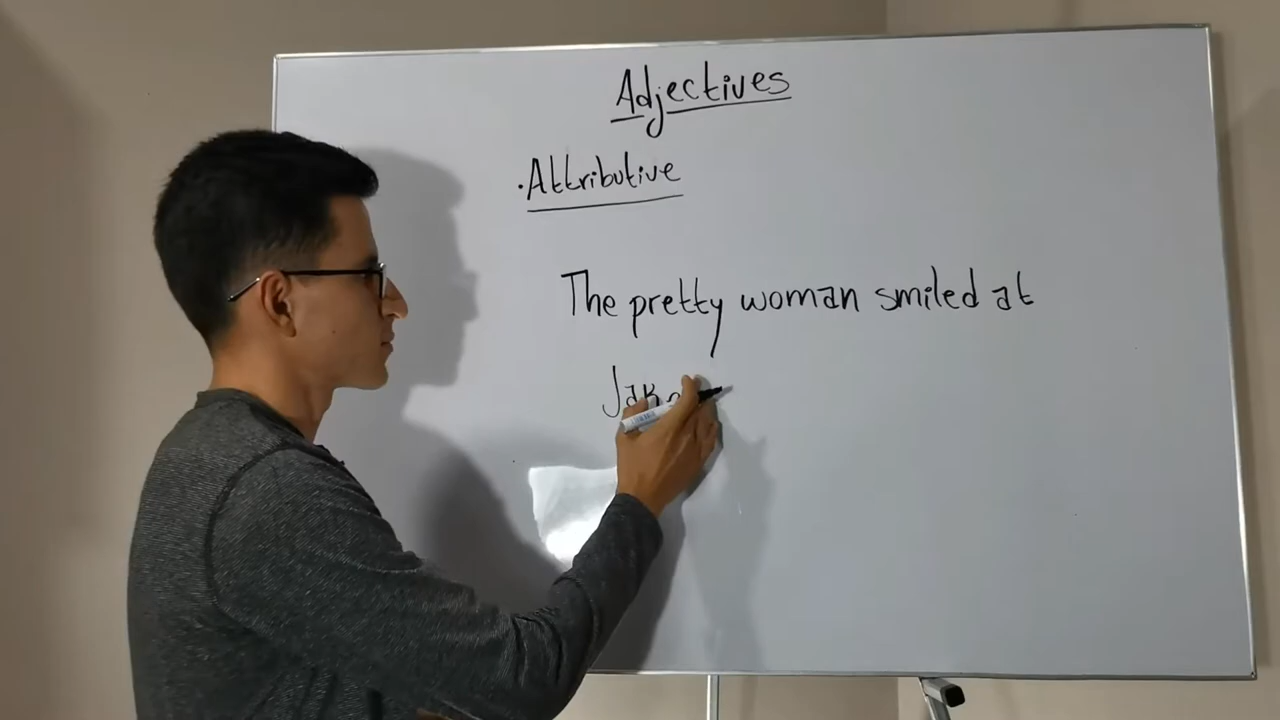 Adjectives
·Attributive
The pretty woman smiled at
Jake